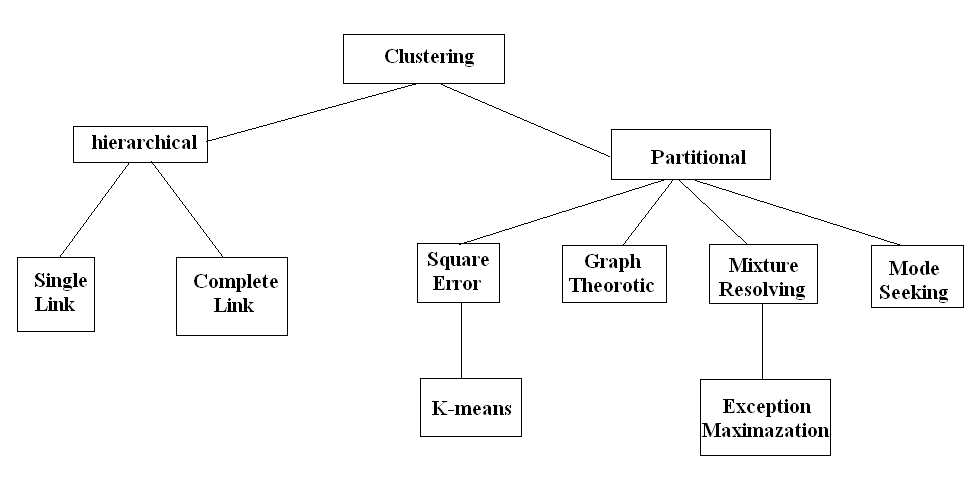 Clustering
hierarchical
Partitional
Single
Link
Complete
Link
Square
Error
Graph
Theorotic
Mixture
Resolving
Mode
Seeking
K-means
Exception
Maximazation